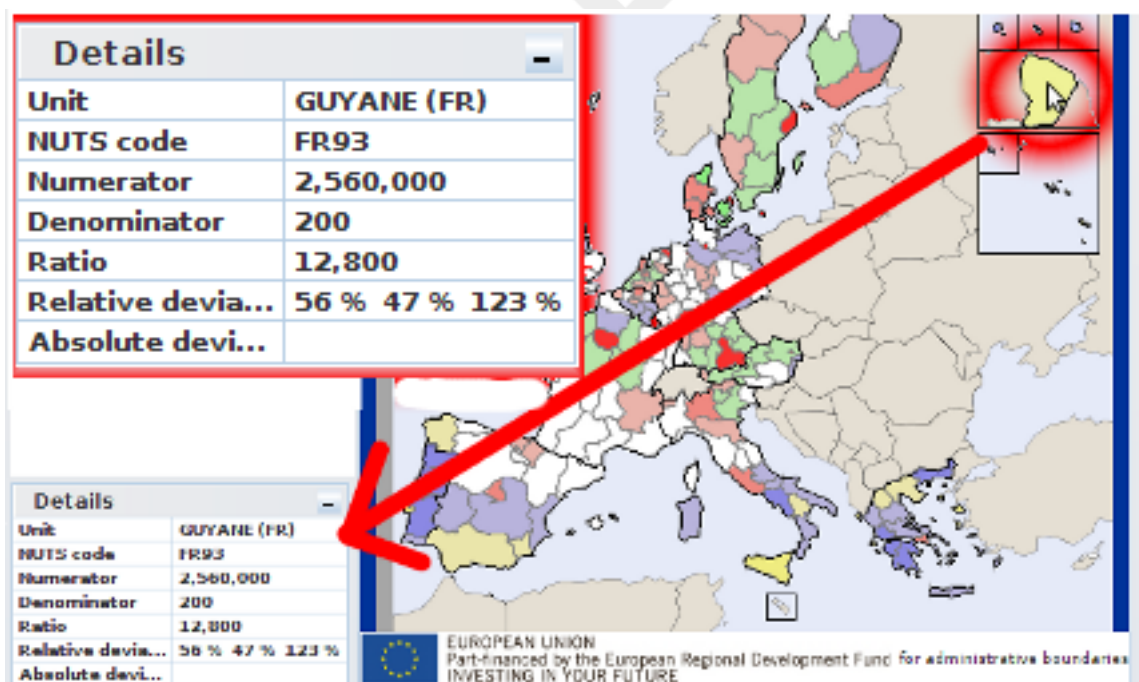 Details
Unit GUYANE (FR)
NUTS code FR93
Numerator 2,560,000
Denominator 200
Ratio 12,800
Relative devia... 56 % 47 % 123 %
Absolute devi...
Details
Unit GUYANE (FR)
NUTS code FR93
Numerator 2,560,000
Denominator 200
Ratio 12,800
Relative devia... 56 % 47 % 123 %
Absolute devi...
EUROPEAN UNION
Part-financed by the European Regional Development Fund for administrative boundaries
INVESTING IN YOUR FUTURE